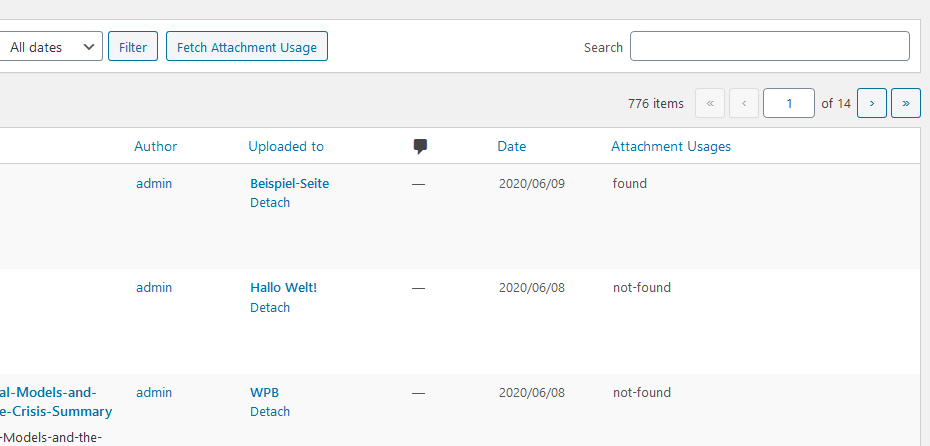 All dates Filter Fetch Attachment Usage Search
776 items « ‹ 1 of 14 › »
Author Uploaded to Date Attachment Usages
admin Beispiel-Seite — 2020/06/09 found
Detach
admin Hallo Welt! — 2020/06/08 not-found
Detach
al-Models-and- admin WPB — 2020/06/08 not-found
e-Crisis-Summary Detach
-Models-and-the-